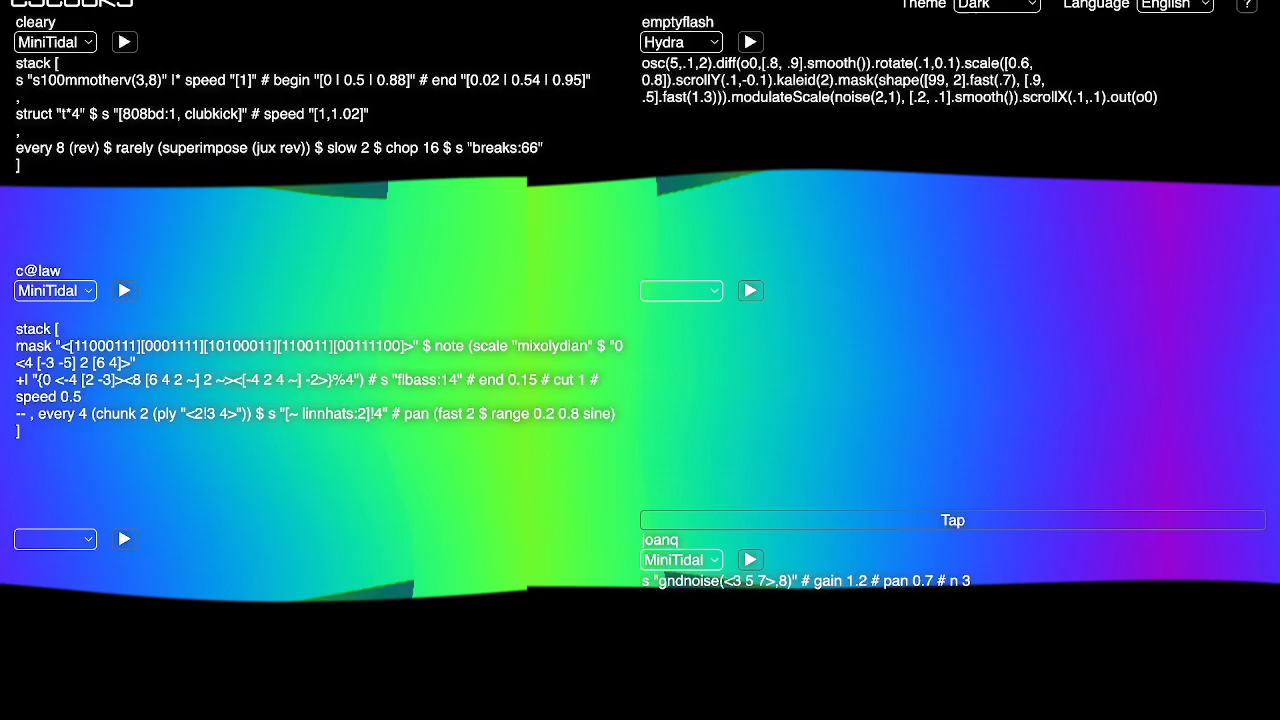 Theme Dark Language English ?
cleary
MiniTidal
stack [
s "s100mmotherv(3,8)" |* speed "[1]" # begin "[0 | 0.5 | 0.88]" # end "[0.02 | 0.54 | 0.95]"
,
struct "t*4" $ s "[808bd:1, clubkick]" # speed "[1,1.02]"
,
every 8 (rev) $ rarely (superimpose (jux rev)) $ slow 2 $ chop 16 $ s "breaks:66"
]
emptyflash
Hydra
osc(5,.1,2).diff(o0,[.8, .9].smooth()).rotate(.1,0.1).scale([0.6,
0.8]).scrollY(.1,-0.1).kaleid(2).mask(shape([99, 2].fast(.7), [.9,
.5].fast(1.3))).modulateScale(noise(2,1), [.2, .1].smooth()).scrollX(.1,.1).out(o0)
c@law
MiniTidal
stack [
mask "<[11000111][0001111][10100011][110011][00111100]>" $ note (scale "mixolydian" $ "0
<4 [-3 -5] 2 [6 4]>"
+| "{0 <-4 [2 -3]><8 [6 4 2 ~] 2 ~><[-4 2 4 ~] -2>}%4") # s "flbass:14" # end 0.15 # cut 1 #
speed 0.5
-- , every 4 (chunk 2 (ply "<2!3 4>")) $ s "[~ linnhats:2]!4" # pan (fast 2 $ range 0.2 0.8 sine)
]
Tap
joanq
MiniTidal
s "gndnoise(<3 5 7>,8)" # gain 1.2 # pan 0.7 # n 3